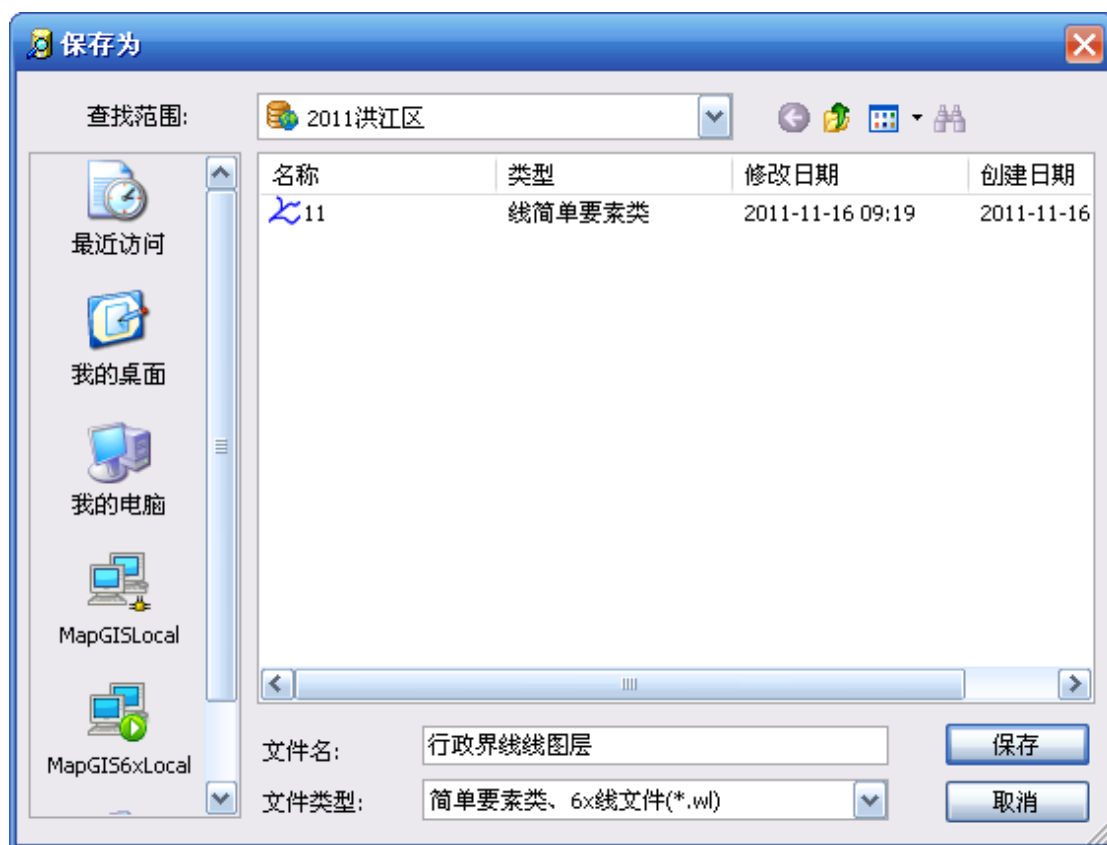 保存为
查找范围: 2011洪江区
名称 类型 修改日期 创建日期
11 线简单要素类 2011-11-16 09:19 2011-11-16
最近访问
我的桌面
我的电脑
MapGISLocal
MapGIS6xLocal
文件名: 行政界线线图层 保存
文件类型: 简单要素类、6x线文件(*.wl) 取消